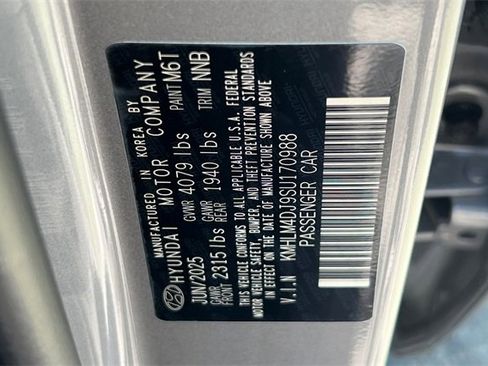 MANUFACTURED IN KOREA BY
HYUNDAI MOTOR COMPANY
JUN/2025 GVWR 4079 lbs PAINT M6T
GAWR FRONT 2315 lbs GAWR REAR 1940 lbs TRIM NNB
THIS VEHICLE CONFORMS TO ALL APPLICABLE U.S.A. FEDERAL
MOTOR VEHICLE SAFETY, BUMPER, AND THEFT PREVENTION
STANDARDS IN EFFECT ON THE DATE OF MANUFACTURE SHOWN ABOVE
V.I.N KMHLM4DJ9SU170988
PASSENGER CAR